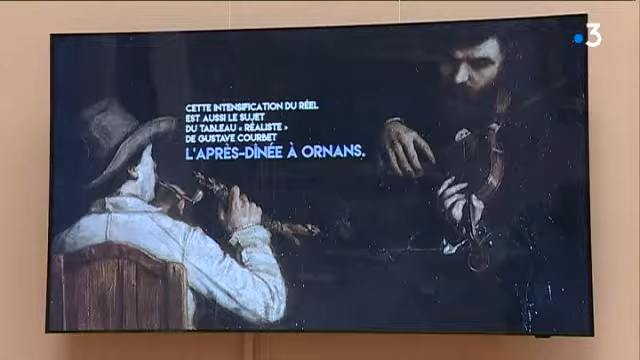 3
CETTE INTENSIFICATION DU RÉEL
EST AUSSI LE SUJET
DU TABLEAU « RÉALISTE »
DE GUSTAVE COURBET
L'APRÈS-DÎNÉE À ORNANS.